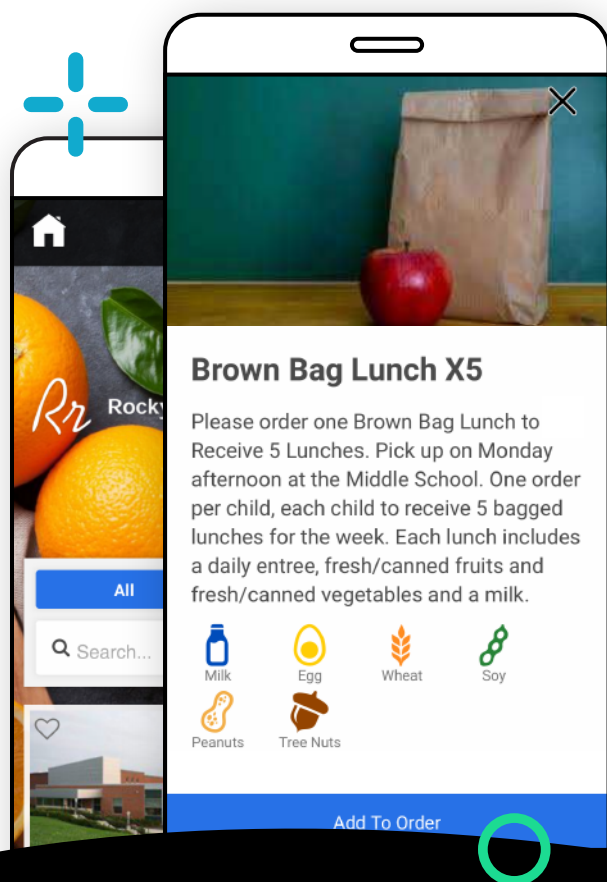 Brown Bag Lunch X5
Please order one Brown Bag Lunch to
Receive 5 Lunches. Pick up on Monday
afternoon at the Middle School. One order
per child, each child to receive 5 bagged
lunches for the week. Each lunch includes
a daily entree, fresh/canned fruits and
fresh/canned vegetables and a milk.
Milk Egg Wheat Soy
Peanuts Tree Nuts
Add To Order
Rr Rocky
All
Search...